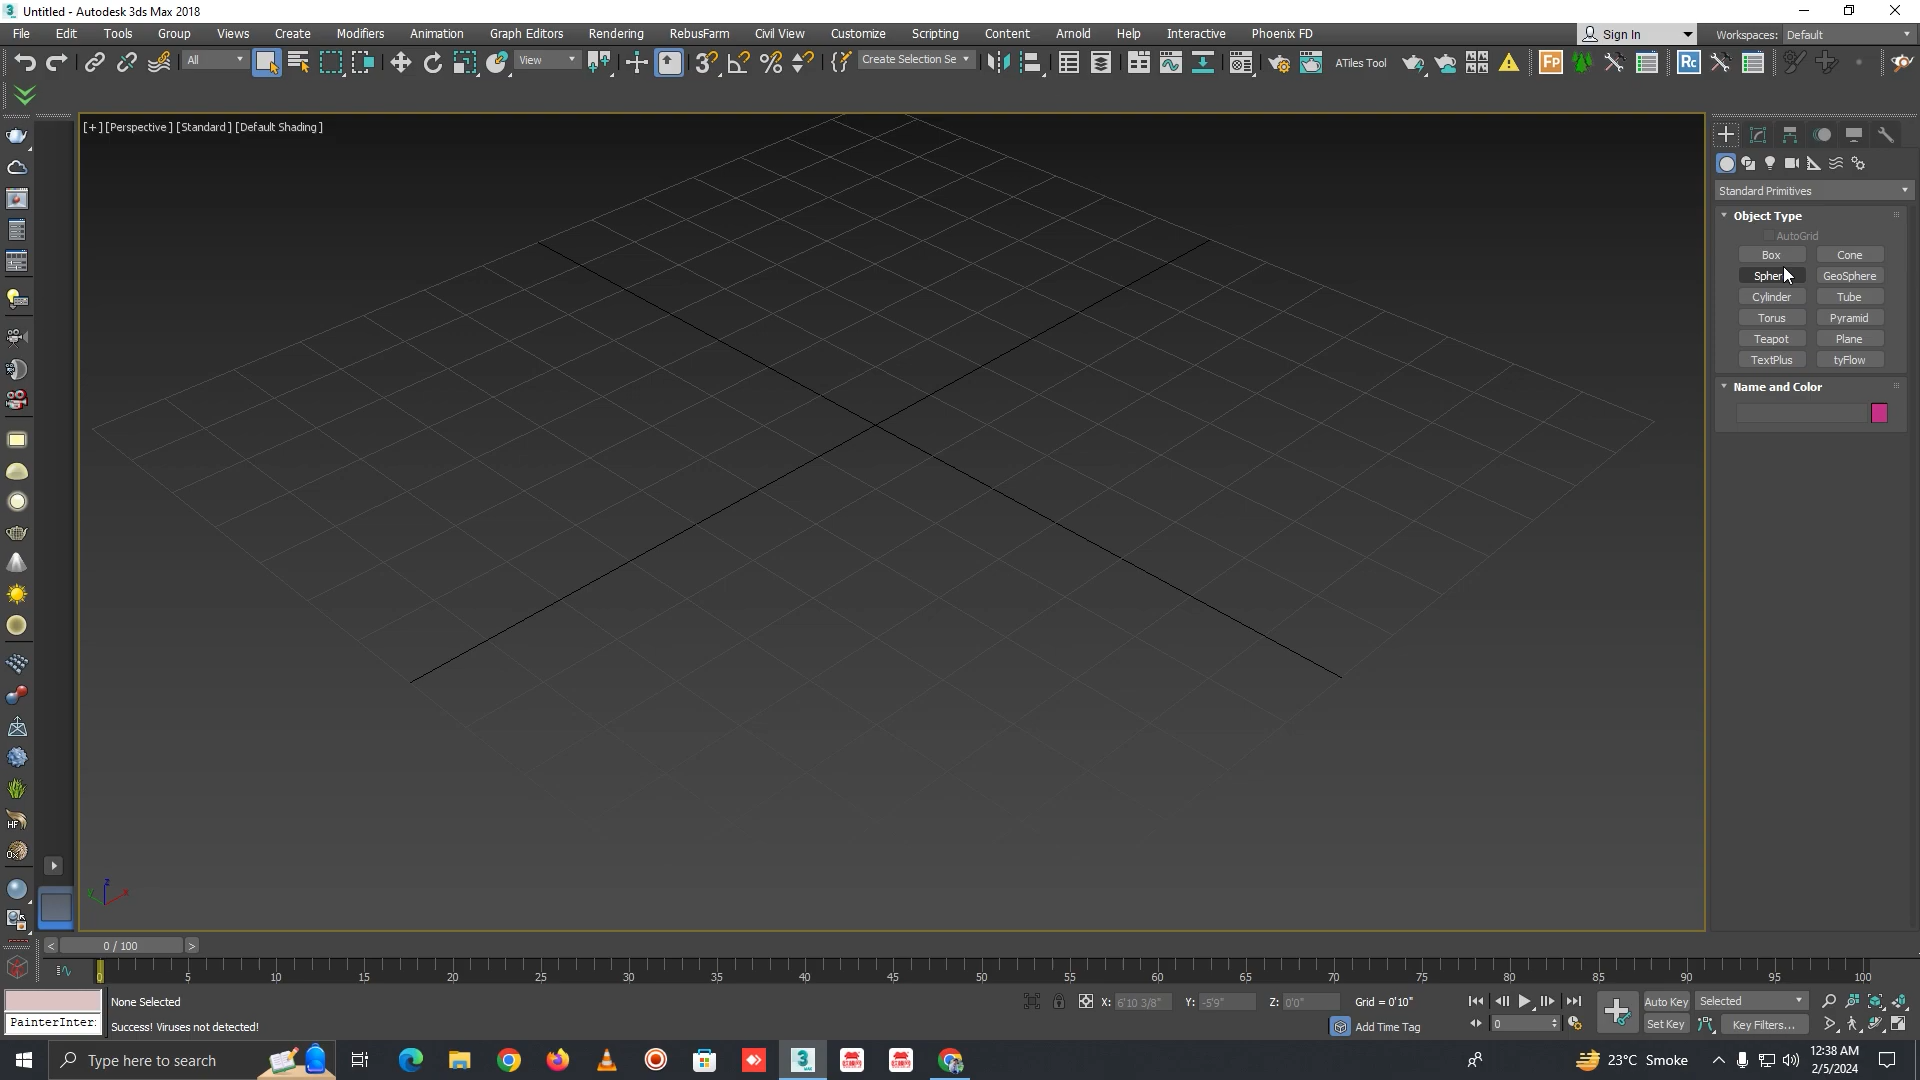 Untitled - Autodesk 3ds Max 2018
File Edit Tools Group Views Create Modifiers Animation Graph Editors Rendering RebusFarm Civil View Customize Scripting Content Arnold Help Interactive Phoenix FD
Sign In
Workspaces: Default
All
View
Create Selection Se
ATiles Tool
Fp
Rc
[+] [Perspective] [Standard] [Default Shading]
Standard Primitives
Object Type
AutoGrid
Box Cone
Spher GeoSphere
Cylinder Tube
Torus Pyramid
Teapot Plane
TextPlus tyFlow
Name and Color
HF
z
x
< 0 / 100 >
0 5 10 15 20 25 30 35 40 45 50 55 60 65 70 75 80 85 90 95 100
None Selected
X: 6'10 3/8" Y: -5'9" Z: 0'0" Grid = 0'10"
Auto Key Selected
PainterInter:
Success! Viruses not detected!
Add Time Tag
0
Set Key Key Filters...
Type here to search
3
MAX
23°C Smoke
12:38 AM
2/5/2024